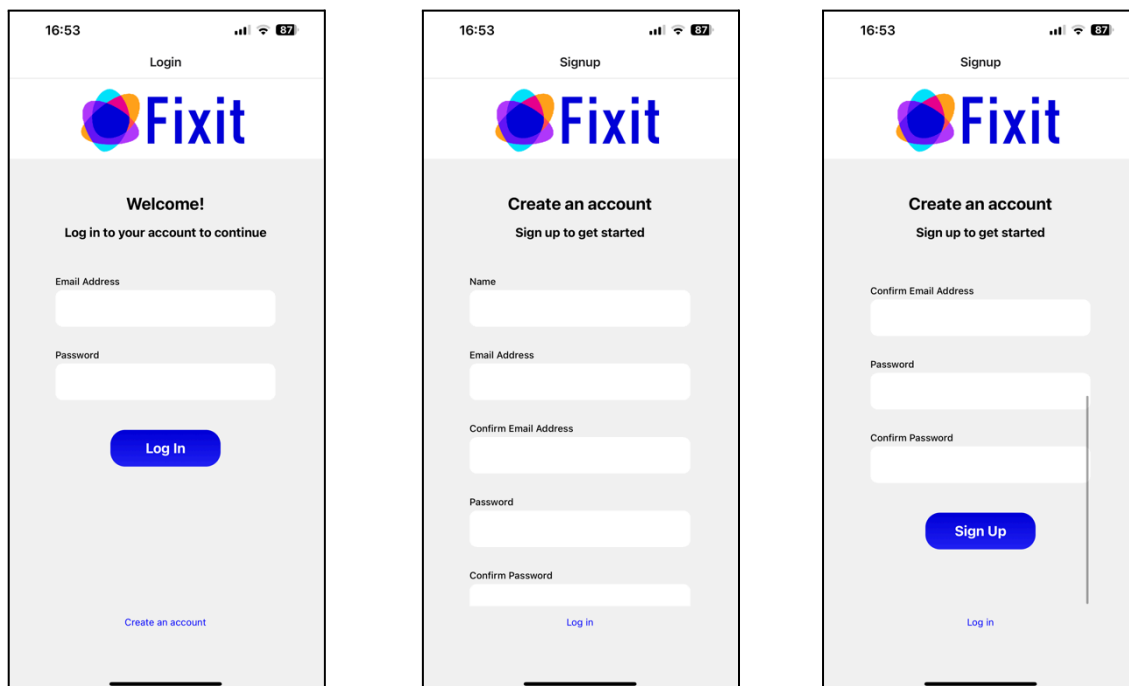 16:53
87
Login
Fixit
Welcome!
Log in to your account to continue
Email Address
Password
Log In
Create an account
16:53
87
Signup
Fixit
Create an account
Sign up to get started
Name
Email Address
Confirm Email Address
Password
Confirm Password
Log in
16:53
87
Signup
Fixit
Create an account
Sign up to get started
Confirm Email Address
Password
Confirm Password
Sign Up
Log in